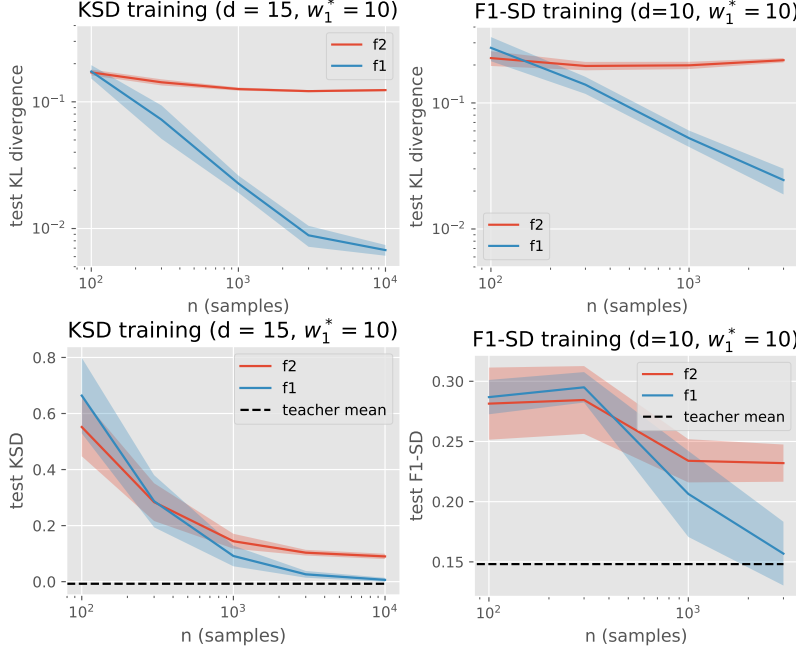 KSD training (d = 15, w₁* = 10)
f2
f1
10⁻¹
10⁻²
test KL divergence
10² 10³ 10⁴
n (samples)
F1-SD training (d=10, w₁* = 10)
10⁻¹
10⁻²
test KL divergence
f2
f1
10² 10³
n (samples)
KSD training (d = 15, w₁* = 10)
f2
f1
teacher mean
0.8
0.6
0.4
0.2
0.0
test KSD
10² 10³ 10⁴
n (samples)
F1-SD training (d=10, w₁* = 10)
f2
f1
teacher mean
0.30
0.25
0.20
0.15
test F1-SD
10² 10³
n (samples)